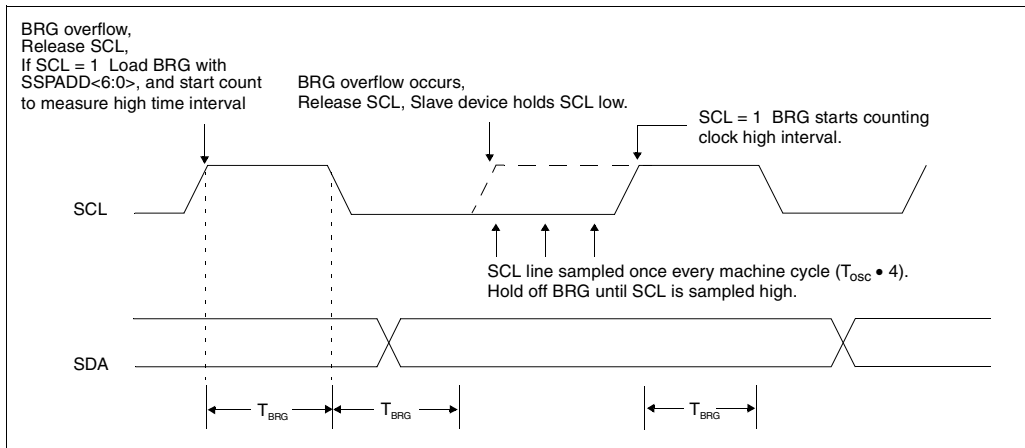 BRG overflow,
Release SCL,
If SCL = 1 Load BRG with
SSPADD<6:0>, and start count
to measure high time interval
BRG overflow occurs,
Release SCL, Slave device holds SCL low.
SCL = 1 BRG starts counting
clock high interval.
SCL
SCL line sampled once every machine cycle (Tosc • 4).
Hold off BRG until SCL is sampled high.
SDA
TBRG
TBRG
TBRG